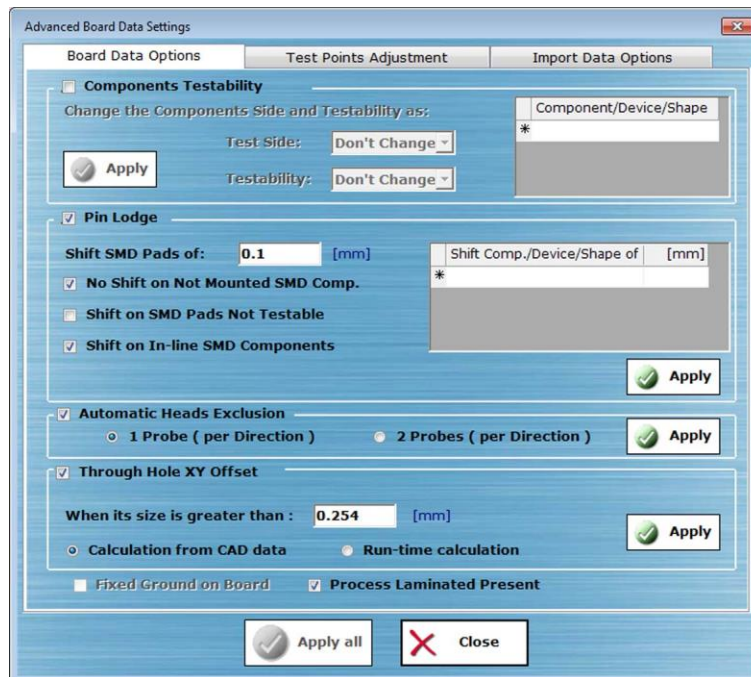 Advanced Board Data Settings
Board Data Options
Test Points Adjustment
Import Data Options
Components Testability
Change the Components Side and Testability as:
Component/Device/Shape
*
Test Side:
Don't Change
Apply
Testability:
Don't Change
Pin Lodge
Shift SMD Pads of:
0.1
[mm]
Shift Comp./Device/Shape of
[mm]
*
No Shift on Not Mounted SMD Comp.
Shift on SMD Pads Not Testable
Shift on In-line SMD Components
Apply
Automatic Heads Exclusion
1 Probe ( per Direction )
2 Probes ( per Direction )
Apply
Through Hole XY Offset
When its size is greater than :
0.254
[mm]
Apply
Calculation from CAD data
Run-time calculation
Fixed Ground on Board
Process Laminated Present
Apply all
Close